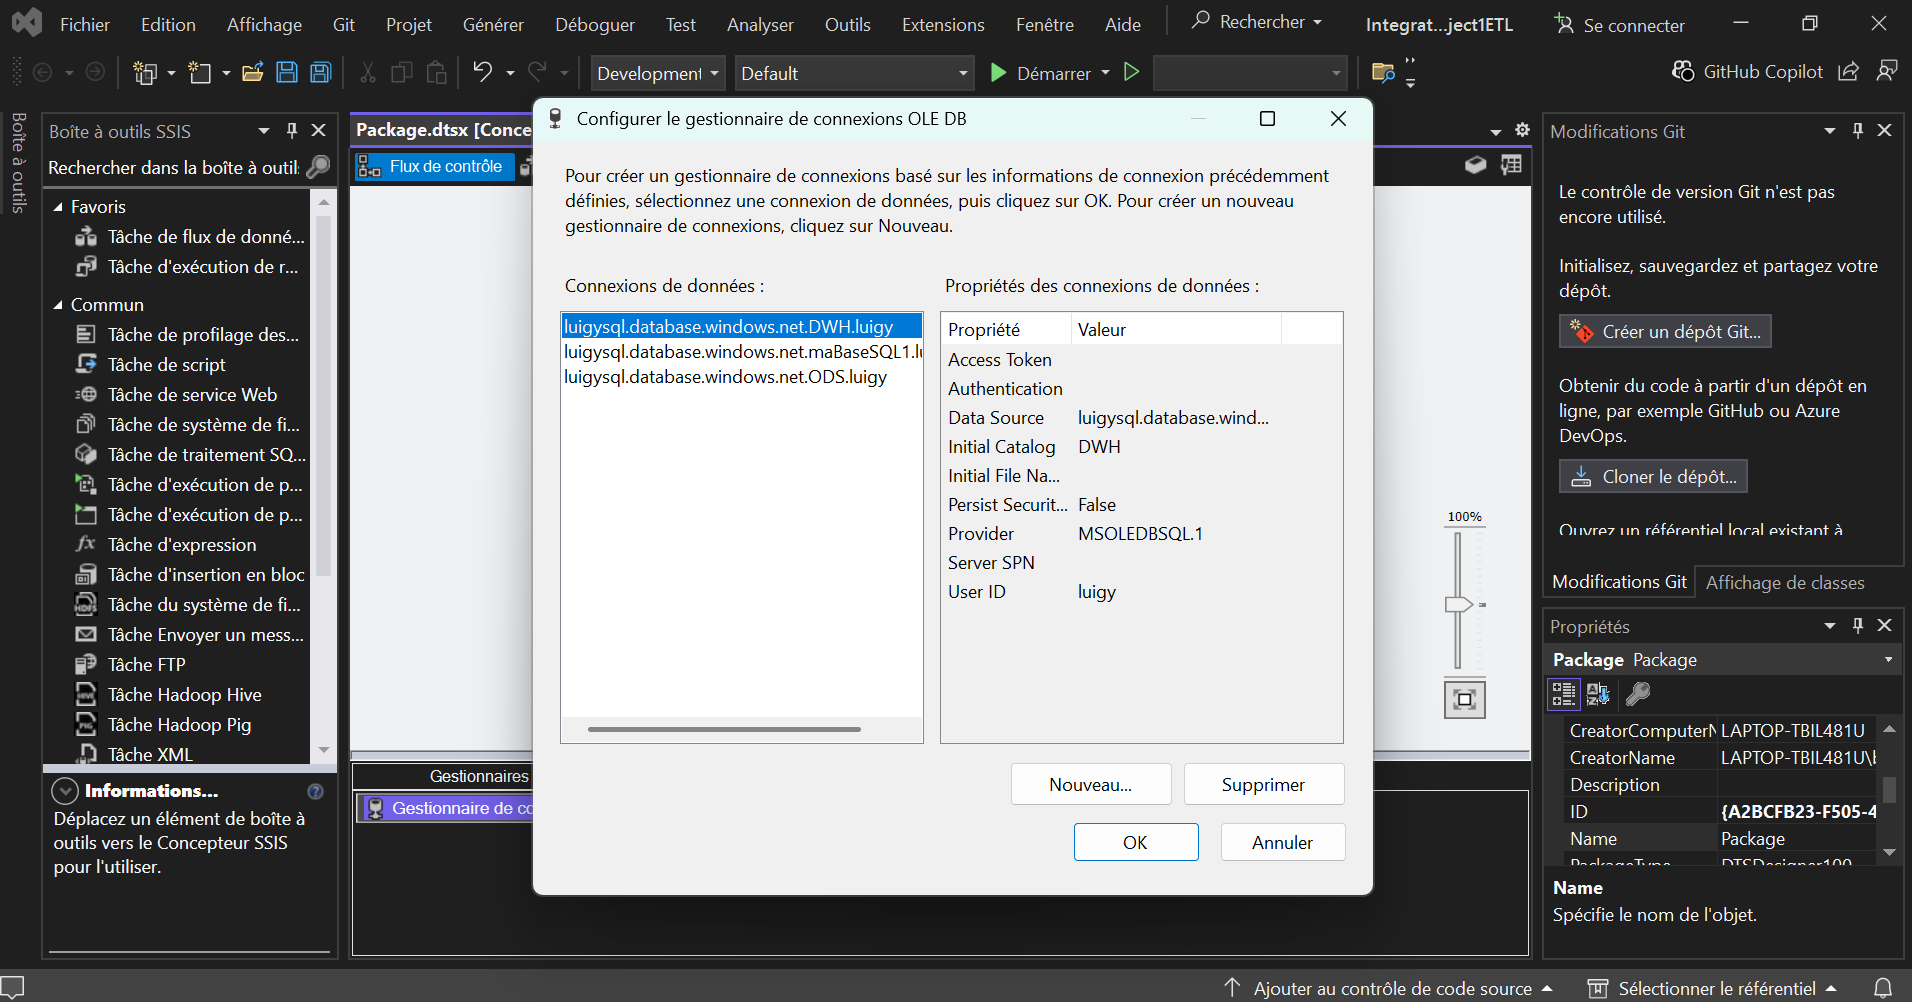 Fichier Edition Affichage Git Projet Générer Déboguer Test Analyser Outils Extensions Fenêtre Aide Rechercher Integrat...ject1ETL Se connecter
Development Default Démarrer GitHub Copilot
Boîte à outils
Boîte à outils SSIS
Rechercher dans la boîte à outil
Favoris
Tâche de flux de donné...
Tâche d'exécution de r...
Commun
Tâche de profilage des...
Tâche de script
Tâche de service Web
Tâche de système de fi...
Tâche de traitement SQ...
Tâche d'exécution de p...
Tâche d'exécution de p...
Tâche d'expression
Tâche d'insertion en bloc
Tâche du système de fi...
Tâche Envoyer un mess...
Tâche FTP
Tâche Hadoop Hive
Tâche Hadoop Pig
Tâche XML
Informations...
Déplacez un élément de boîte à
outils vers le Concepteur SSIS
pour l'utiliser.
Package.dtsx [Conce
Flux de contrôle
100%
Gestionnaires
Gestionnaire de co
Configurer le gestionnaire de connexions OLE DB
Pour créer un gestionnaire de connexions basé sur les informations de connexion précédemment
définies, sélectionnez une connexion de données, puis cliquez sur OK. Pour créer un nouveau
gestionnaire de connexions, cliquez sur Nouveau.
Connexions de données :
luigysql.database.windows.net.DWH.luigy
luigysql.database.windows.net.maBaseSQL1.lu
luigysql.database.windows.net.ODS.luigy
Propriétés des connexions de données :
Propriété Valeur
Access Token
Authentication
Data Source luigysql.database.wind...
Initial Catalog DWH
Initial File Na...
Persist Securit... False
Provider MSOLEDBSQL.1
Server SPN
User ID luigy
Nouveau... Supprimer
OK Annuler
Modifications Git
Le contrôle de version Git n'est pas
encore utilisé.
Initialisez, sauvegardez et partagez votre
dépôt.
Créer un dépôt Git...
Obtenir du code à partir d'un dépôt en
ligne, par exemple GitHub ou Azure
DevOps.
Cloner le dépôt...
Ouvrez un référentiel local existant à
Modifications Git Affichage de classes
Propriétés
Package Package
CreatorComputerN LAPTOP-TBIL481U
CreatorName LAPTOP-TBIL481U\
Description
ID {A2BCFB23-F505-4
Name Package
PackageType DTSDesigner100
Name
Spécifie le nom de l'objet.
Ajouter au contrôle de code source Sélectionner le référentiel